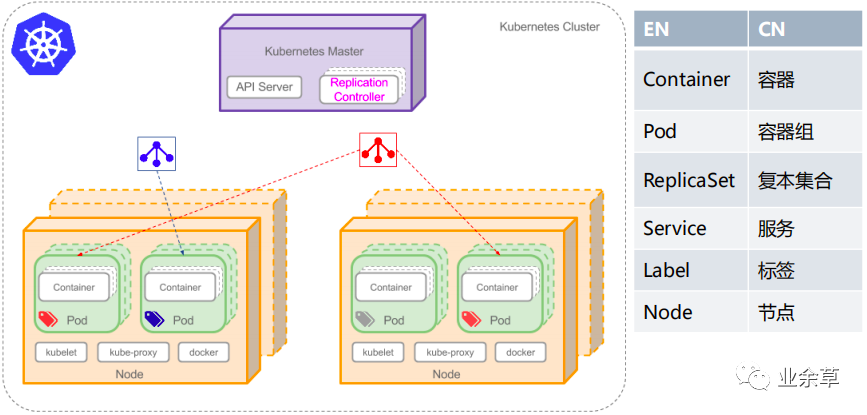 Kubernetes Cluster
Kubernetes Master
API Server
Replication
Controller
Container
Pod
Container
Pod
kubelet
kube-proxy
docker
Node
Container
Pod
Container
Pod
kubelet
kube-proxy
docker
Node
EN CN
Container 容器
Pod 容器组
ReplicaSet 复本集合
Service 服务
Label 标签
Node 节点
业余草